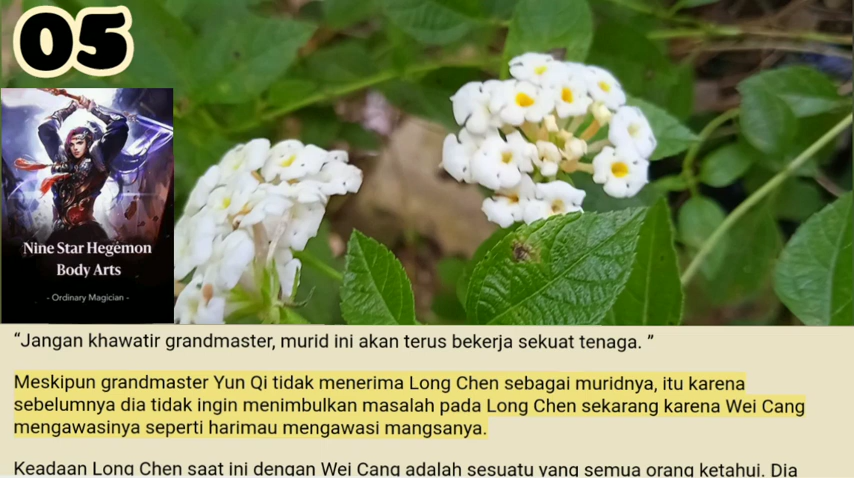 05
Nine Star Hegemon
Body Arts
- Ordinary Magician -
“Jangan khawatir grandmaster, murid ini akan terus bekerja sekuat tenaga. ”
Meskipun grandmaster Yun Qi tidak menerima Long Chen sebagai muridnya, itu karena
sebelumnya dia tidak ingin menimbulkan masalah pada Long Chen sekarang karena Wei Cang
mengawasinya seperti harimau mengawasi mangsanya.
Keadaan Long Chen saat ini dengan Wei Cang adalah sesuatu yang semua orang ketahui. Dia